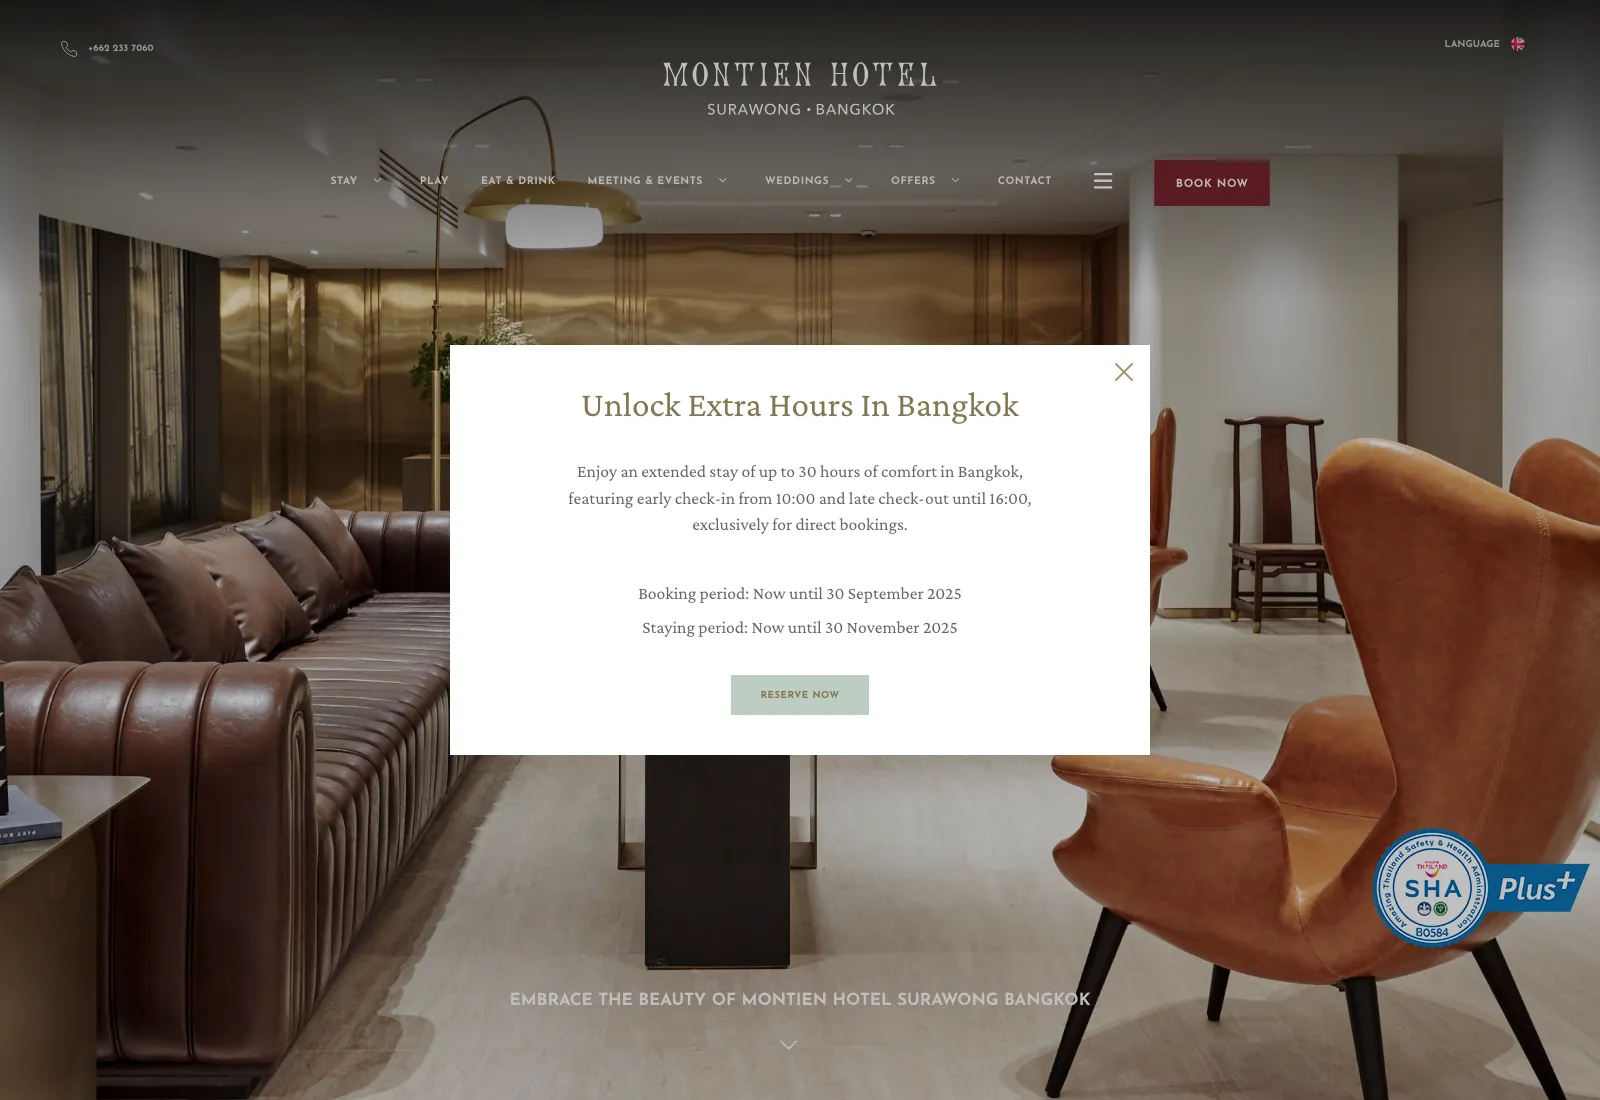 +662 233 7060
LANGUAGE
MONTIEN HOTEL
SURAWONG • BANGKOK
STAY
PLAY
EAT & DRINK
MEETING & EVENTS
WEDDINGS
OFFERS
CONTACT
BOOK NOW
Unlock Extra Hours In Bangkok
Enjoy an extended stay of up to 30 hours of comfort in Bangkok,
featuring early check-in from 10:00 and late check-out until 16:00,
exclusively for direct bookings.
Booking period: Now until 30 September 2025
Staying period: Now until 30 November 2025
RESERVE NOW
Amazing Thailand Safety & Health Administration
THAILAND
SHA
Plus+
B0584
EMBRACE THE BEAUTY OF MONTIEN HOTEL SURAWONG BANGKOK